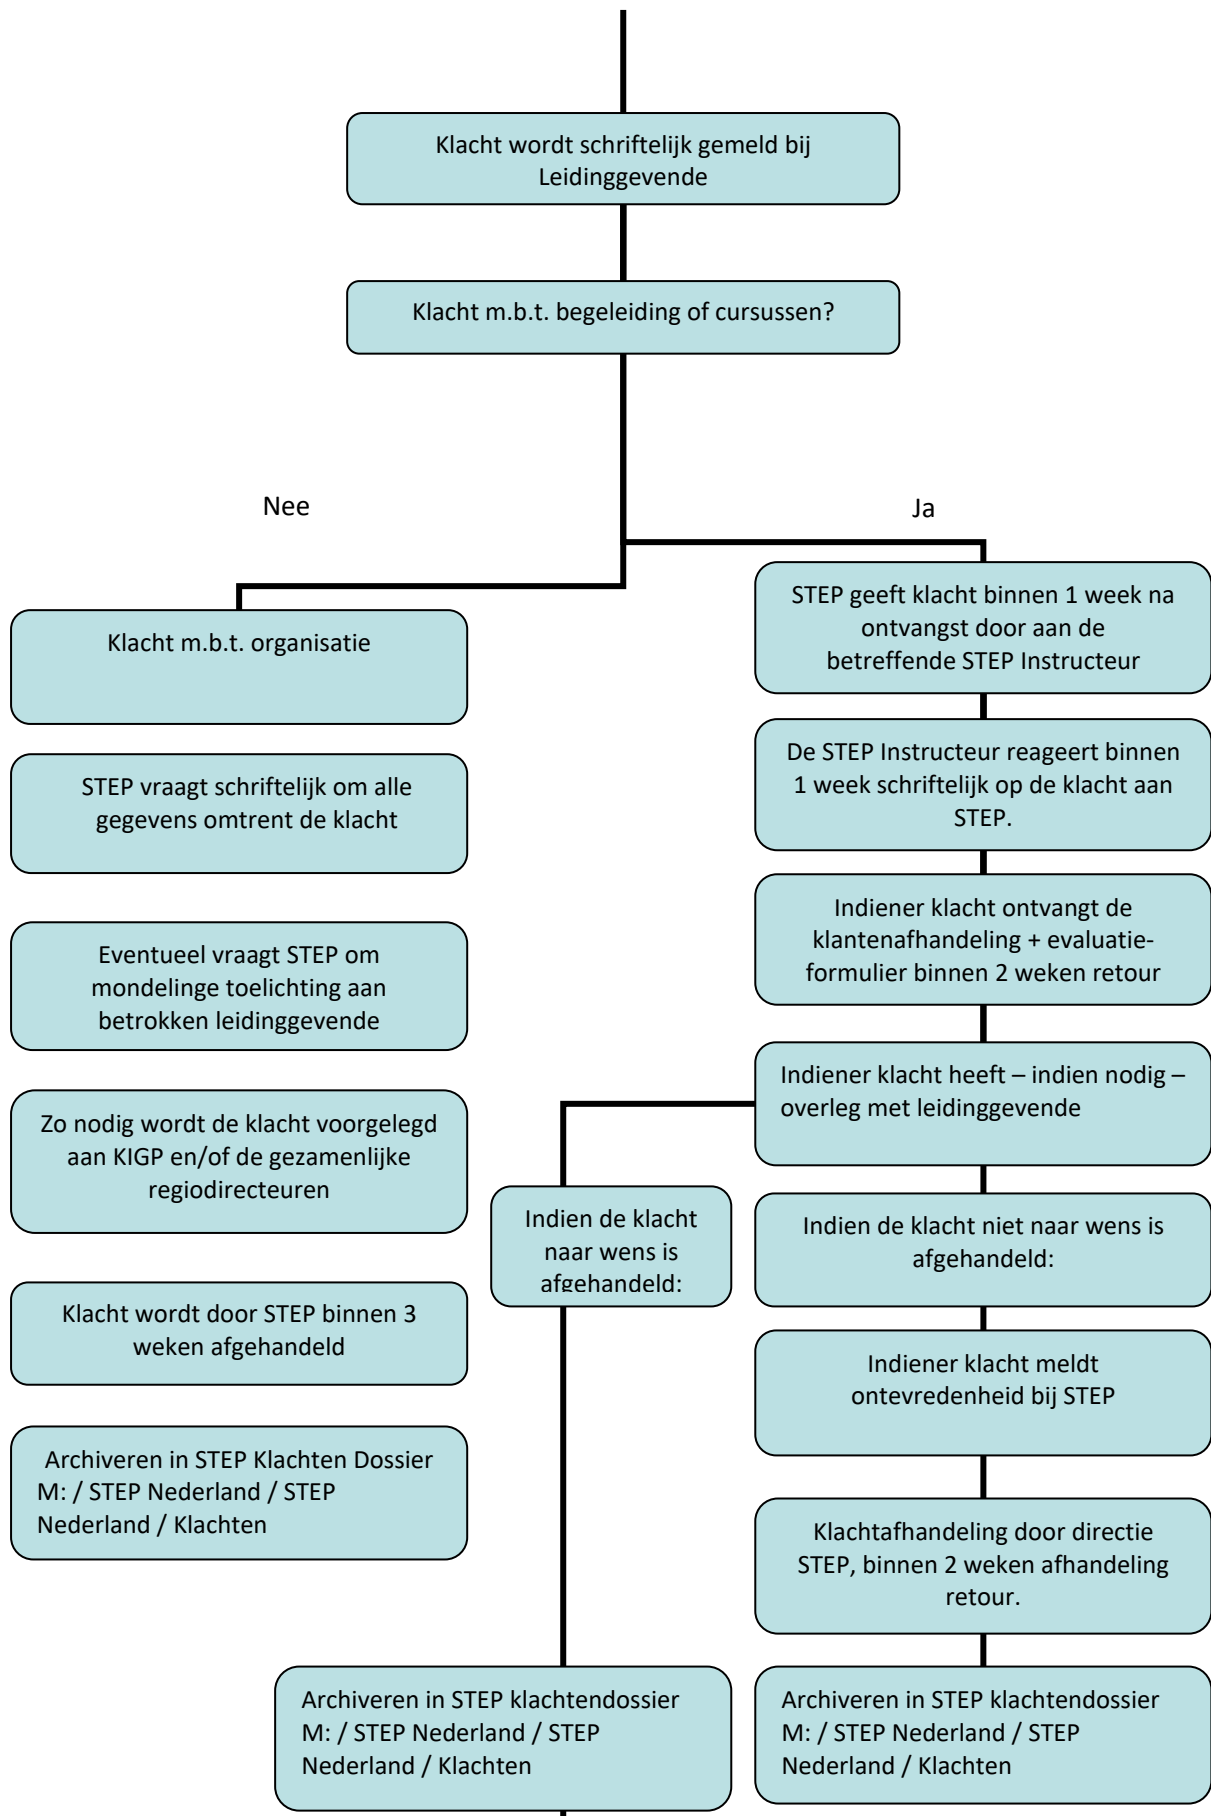 Klacht wordt schriftelijk gemeld bij
Leidinggevende
Klacht m.b.t. begeleiding of cursussen?
Nee
Ja
Klacht m.b.t. organisatie
STEP vraagt schriftelijk om alle
gegevens omtrent de klacht
Eventueel vraagt STEP om
mondelinge toelichting aan
betrokken leidinggevende
Zo nodig wordt de klacht voorgelegd
aan KIGP en/of de gezamenlijke
regiodirecteuren
Klacht wordt door STEP binnen 3
weken afgehandeld
Archiveren in STEP Klachten Dossier
M: / STEP Nederland / STEP
Nederland / Klachten
STEP geeft klacht binnen 1 week na
ontvangst door aan de
betreffende STEP Instructeur
De STEP Instructeur reageert binnen
1 week schriftelijk op de klacht aan
STEP.
Indiener klacht ontvangt de
klantenafhandeling + evaluatie-
formulier binnen 2 weken retour
Indiener klacht heeft – indien nodig –
overleg met leidinggevende
Indien de klacht
naar wens is
afgehandeld:
Archiveren in STEP klachtendossier
M: / STEP Nederland / STEP
Nederland / Klachten
Indien de klacht niet naar wens is
afgehandeld:
Indiener klacht meldt
ontevredenheid bij STEP
Klachtafhandeling door directie
STEP, binnen 2 weken afhandeling
retour.
Archiveren in STEP klachtendossier
M: / STEP Nederland / STEP
Nederland / Klachten